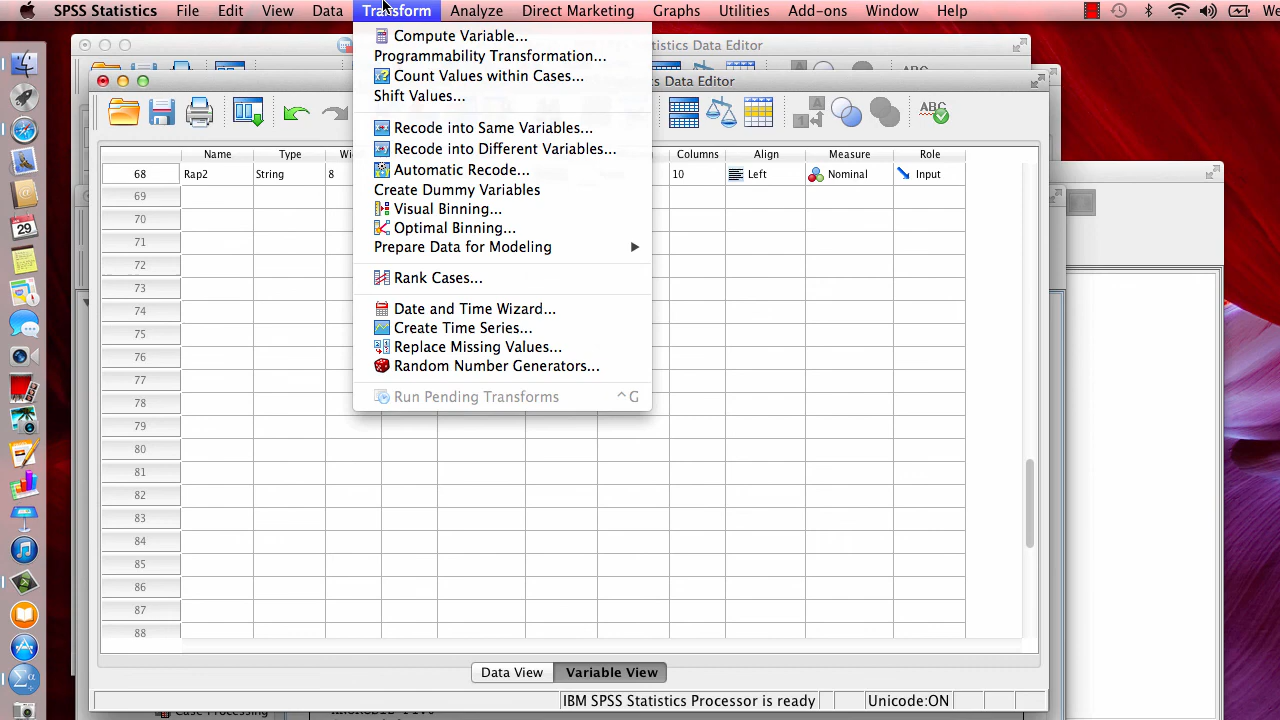 SPSS Statistics File Edit View Data Transform Analyze Direct Marketing Graphs Utilities Add-ons Window Help We
Compute Variable...
Programmability Transformation...
Count Values within Cases...
Shift Values...
Recode into Same Variables...
Recode into Different Variables...
Automatic Recode...
Create Dummy Variables
Visual Binning...
Optimal Binning...
Prepare Data for Modeling
Rank Cases...
Date and Time Wizard...
Create Time Series...
Replace Missing Values...
Random Number Generators...
Run Pending Transforms ^G
tistics Data Editor
s Data Editor
A
A
ABC
Name Type Wi Columns Align Measure Role
68 Rap2 String 8 10 Left Nominal Input
69
70
71
72
73
74
75
76
77
78
79
80
81
82
83
84
85
86
87
88
29
Data View Variable View
IBM SPSS Statistics Processor is ready Unicode:ON
Case Processing